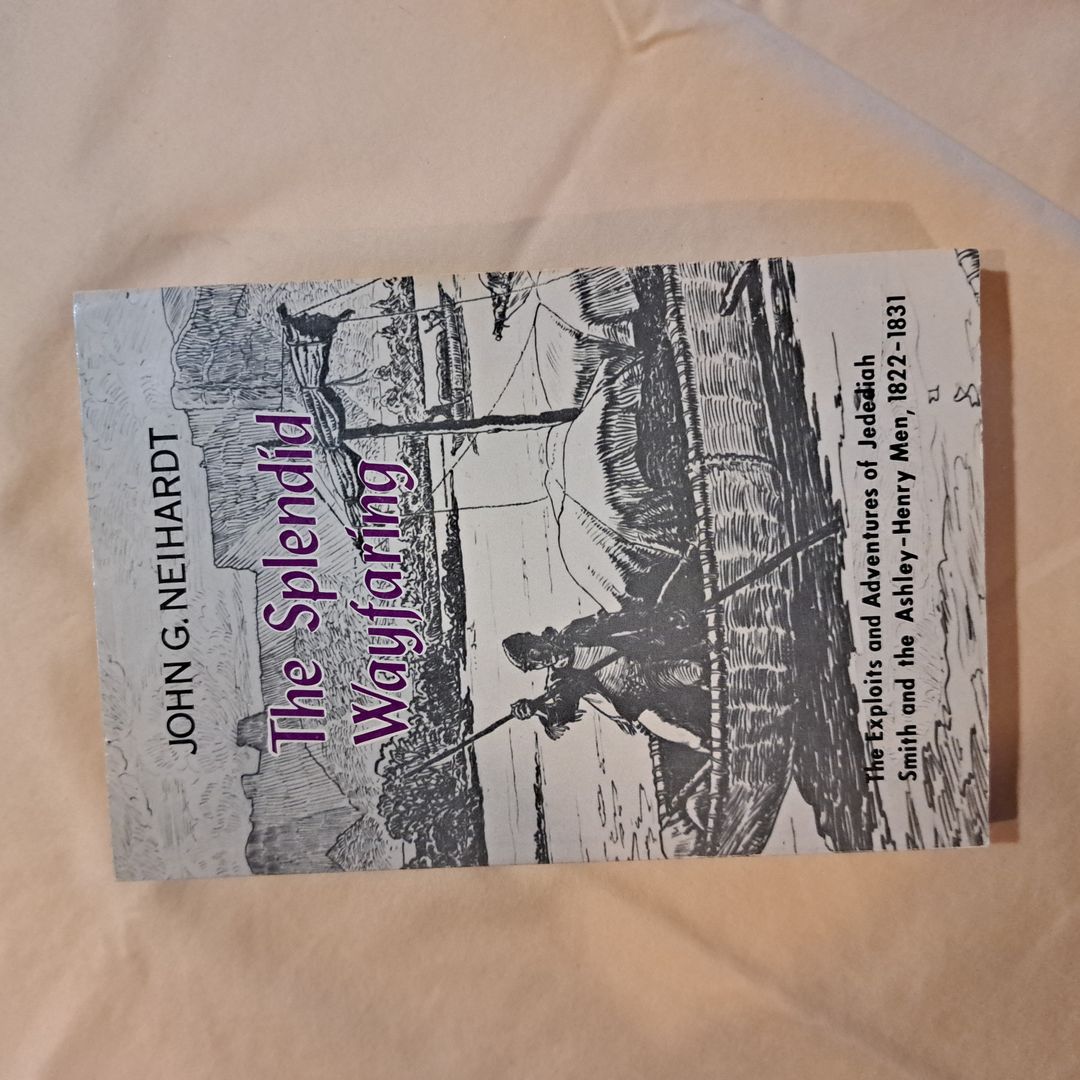 JOHN G. NEIHARDT
The Splendid
Wayfaring
The Exploits and Adventures of Jedediah
Smith and the Ashley-Henry Men, 1822-1831